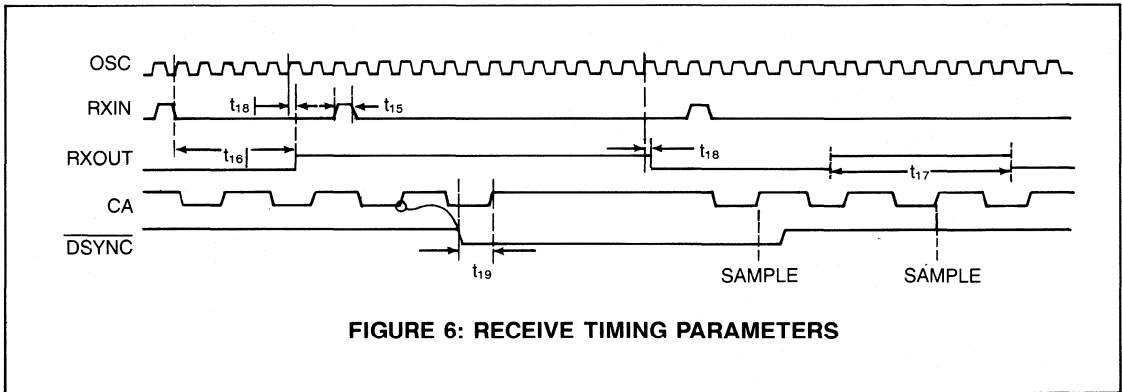 OSC
RXIN
t18
t15
RXOUT
t16
t18
t17
CA
DSYNC
t19
SAMPLE
SAMPLE
FIGURE 6: RECEIVE TIMING PARAMETERS